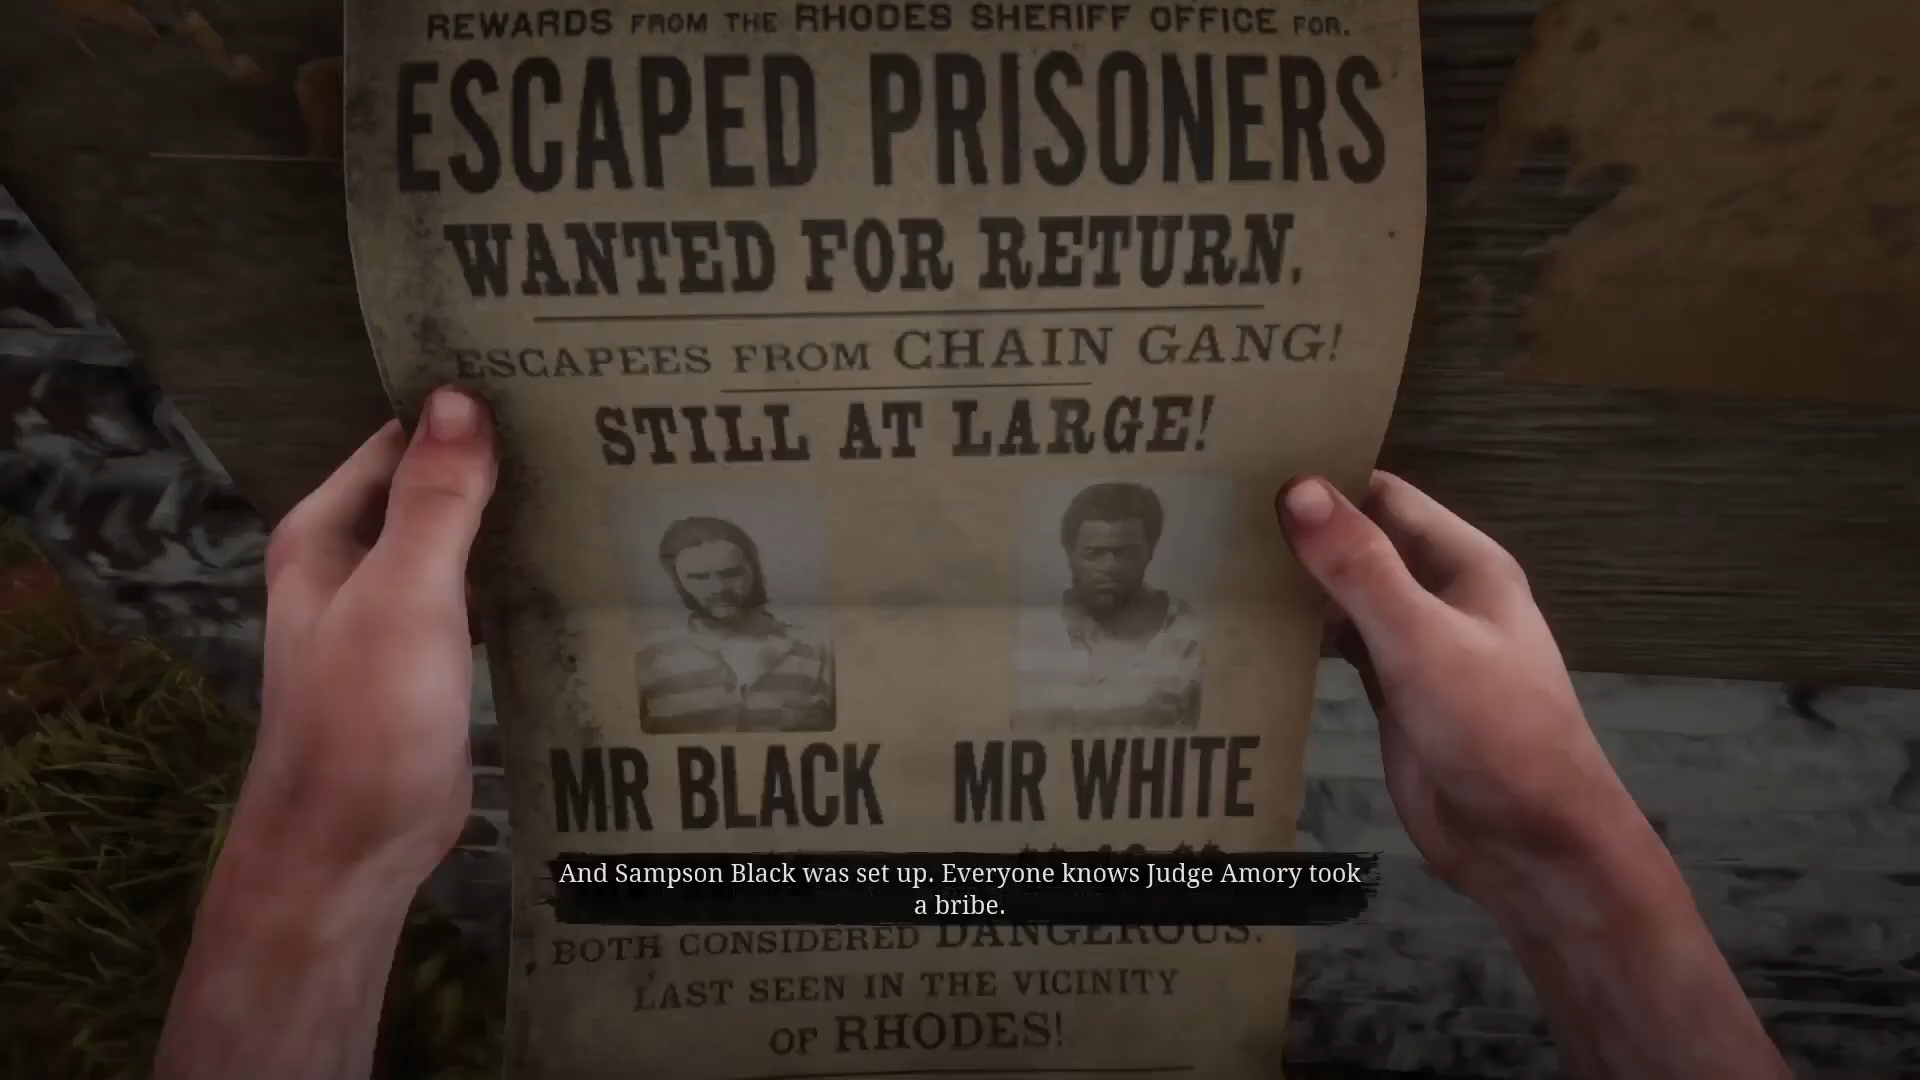 REWARDS FROM THE RHODES SHERIFF OFFICE FOR.
ESCAPED PRISONERS
WANTED FOR RETURN.
ESCAPEES FROM CHAIN GANG!
STILL AT LARGE!
MR BLACK MR WHITE
And Sampson Black was set up. Everyone knows Judge Amory took
a bribe.
BOTH CONSIDERED DANGEROUS.
LAST SEEN IN THE VICINITY
OF RHODES!